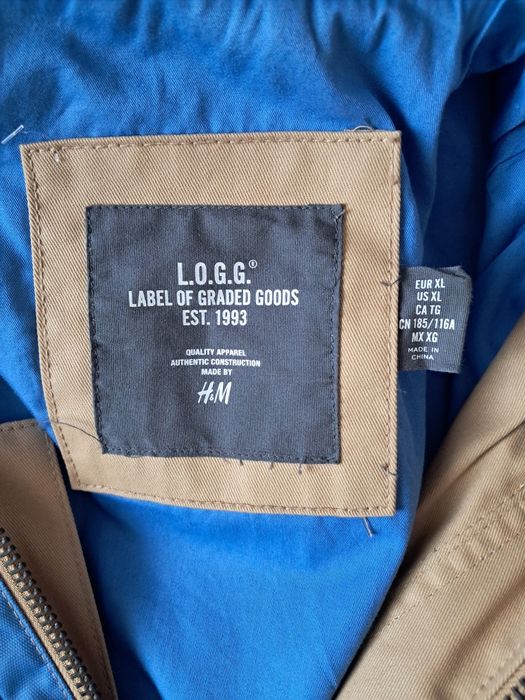 L.O.G.G.®
LABEL OF GRADED GOODS
EST. 1993
QUALITY APPAREL
AUTHENTIC CONSTRUCTION
MADE BY
H&M
EUR XL
US XL
CA TG
CN 185/116A
MX XG
MADE IN
CHINA